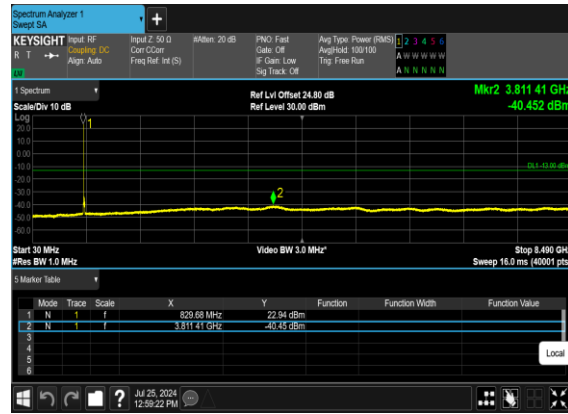 Spectrum Analyzer 1
Swept SA
KEYSIGHT Input: RF Input Z: 50 Ω #Atten: 20 dB PNO: Fast Avg Type: Power (RMS) 1 2 3 4 5 6
R T Coupling: DC Corr CCorr Gate: Off Avg|Hold: 100/100 A W W W W W
Align: Auto Freq Ref: Int (S) IF Gain: Low Trig: Free Run
LW Sig Track: Off A N N N N N
1 Spectrum Ref Lvl Offset 24.80 dB Mkr2 3.811 41 GHz
Scale/Div 10 dB Ref Level 30.00 dBm -40.452 dBm
Log
20.0
10.0
0.00
-10.0
DL1 -13.00 dBm
-20.0
-30.0
-40.0
-50.0
-60.0
1
2
Start 30 MHz Video BW 3.0 MHz* Stop 8.490 GHz
#Res BW 1.0 MHz Sweep 16.0 ms (40001 pts)
5 Marker Table
Mode Trace Scale X Y Function Function Width Function Value
1 N 1 f 829.68 MHz 22.94 dBm
2 N 1 f 3.811 41 GHz -40.45 dBm
3
4
5
6
Local
? Jul 25, 2024
12:59:22 PM